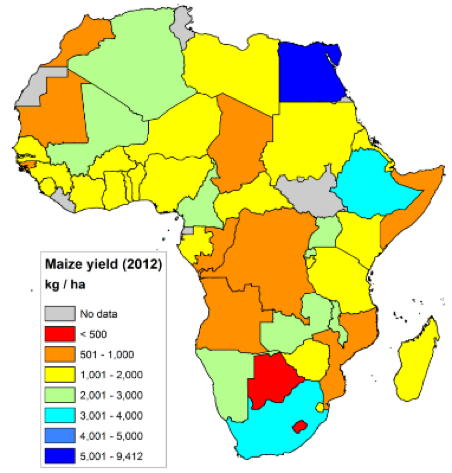 Maize yield (2012)
kg / ha
No data
< 500
501 - 1,000
1,001 - 2,000
2,001 - 3,000
3,001 - 4,000
4,001 - 5,000
5,001 - 9,412